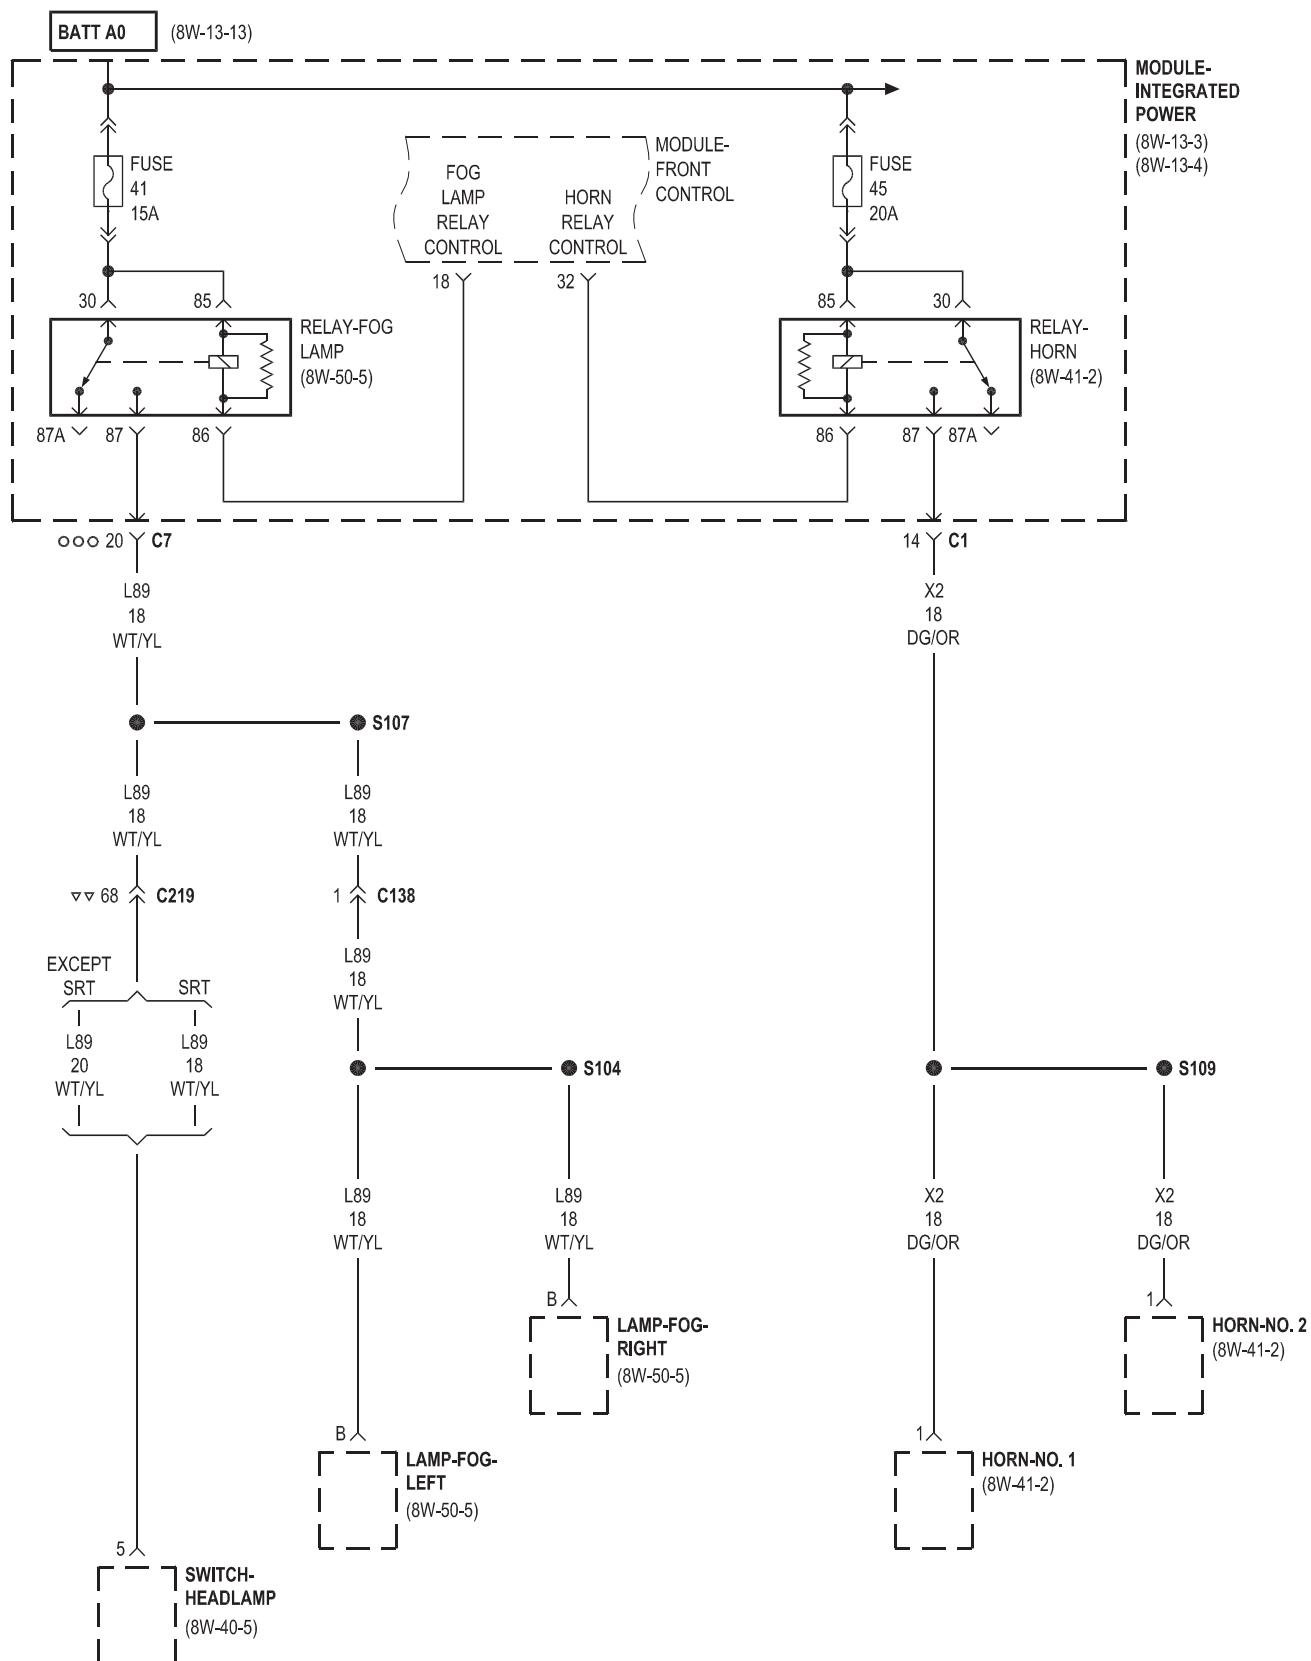 BATT A0 (8W-13-13)
MODULE-
INTEGRATED
POWER
(8W-13-3)
(8W-13-4)
FUSE
41
15A
FOG
LAMP
RELAY
CONTROL
HORN
RELAY
CONTROL
MODULE-
FRONT
CONTROL
FUSE
45
20A
18
32
30
85
RELAY-FOG
LAMP
(8W-50-5)
85
30
RELAY-
HORN
(8W-41-2)
87A
87
86
86
87
87A
20 C7
14 C1
L89
18
WT/YL
X2
18
DG/OR
S107
L89
18
WT/YL
L89
18
WT/YL
68 C219
1 C138
EXCEPT
SRT
SRT
L89
20
WT/YL
L89
18
WT/YL
L89
18
WT/YL
S104
S109
L89
18
WT/YL
L89
18
WT/YL
X2
18
DG/OR
X2
18
DG/OR
B
LAMP-FOG-
RIGHT
(8W-50-5)
1
HORN-NO. 2
(8W-41-2)
B
LAMP-FOG-
LEFT
(8W-50-5)
1
HORN-NO. 1
(8W-41-2)
5
SWITCH-
HEADLAMP
(8W-40-5)